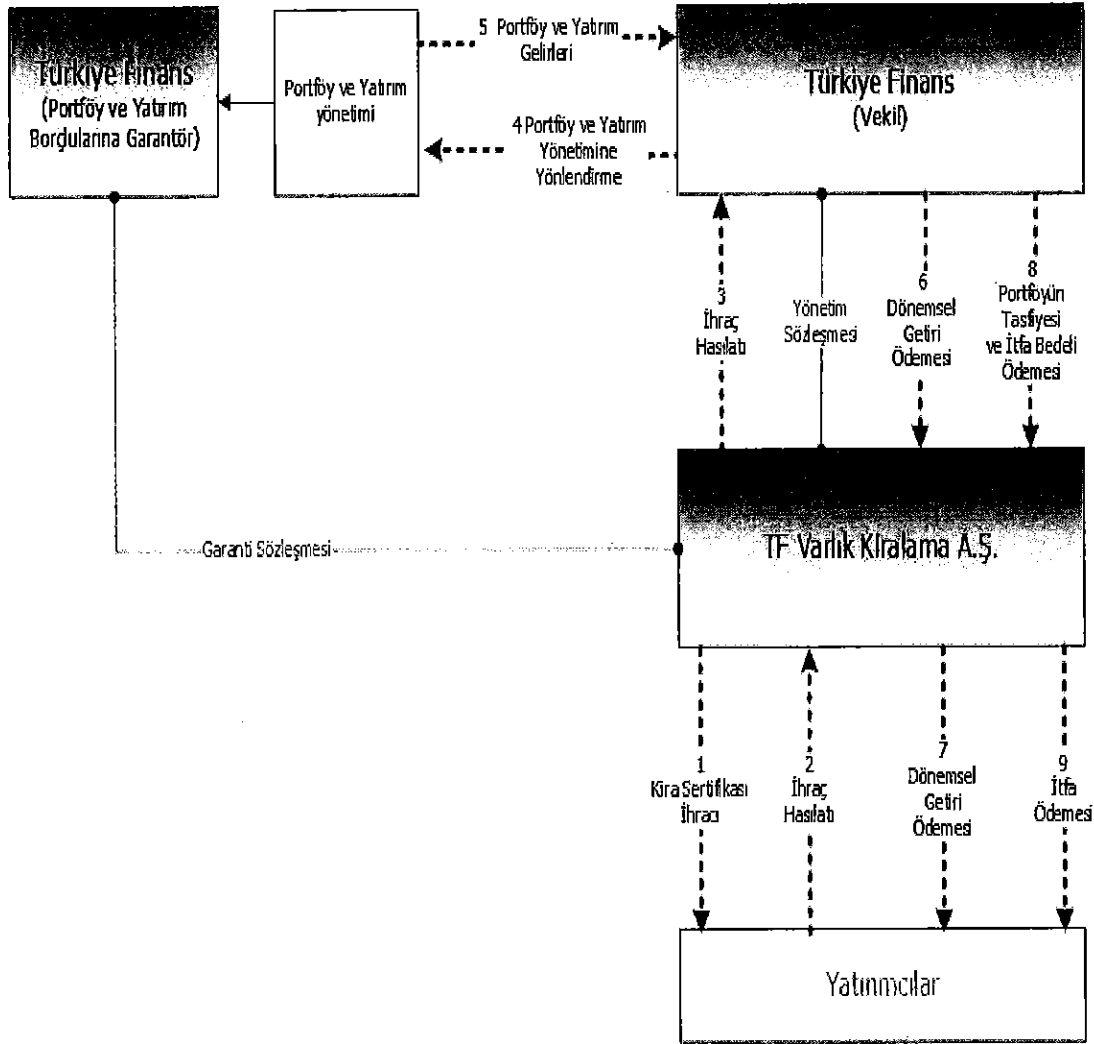 Türkiye Finans
(Portföy ve Yatırım
Borçlularına Garantör)
Portföy ve Yatırım
yönetimi
5 Portföy ve Yatırım
Gelirleri
4 Portföy ve Yatırım
Yönetimine
Yönlendirme
Türkiye Finans
(Vekil)
3
İhraç
Hasılatı
Yönetim
Sözleşmesi
6
Dönemsel
Getiri
Ödemesi
8
Portföyün
Tasfiyesi
ve İtfa Bedeli
Ödemesi
Garanti Sözleşmesi
TF Varlık Kiralama A.Ş.
1
Kira Sertifikası
İhracı
2
İhraç
Hasılatı
7
Dönemsel
Getiri
Ödemesi
9
İtfa
Ödemesi
Yatırımcılar